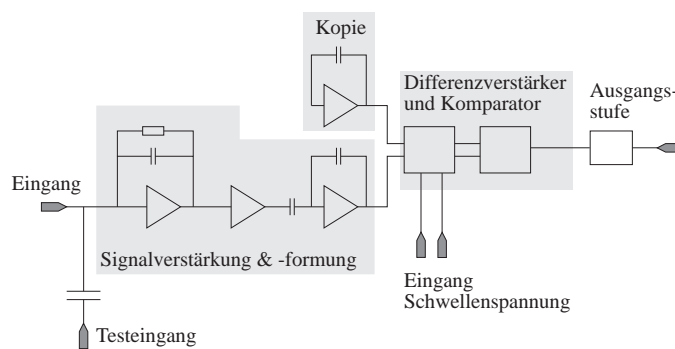 Kopie
Differenzverstärker
und Komparator
Ausgangs-
stufe
Eingang
Signalverstärkung & -formung
Eingang
Schwellenspannung
Testeingang